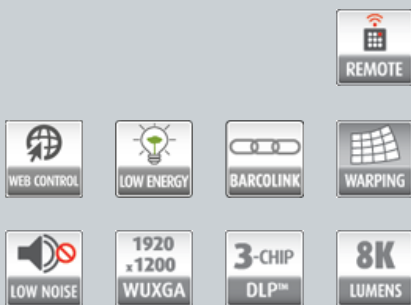 REMOTE
WEB CONTROL
LOW ENERGY
BARCOLINK
WARPING
LOW NOISE
1920
x1200
WUXGA
3-CHIP
DLP™
8K
LUMENS